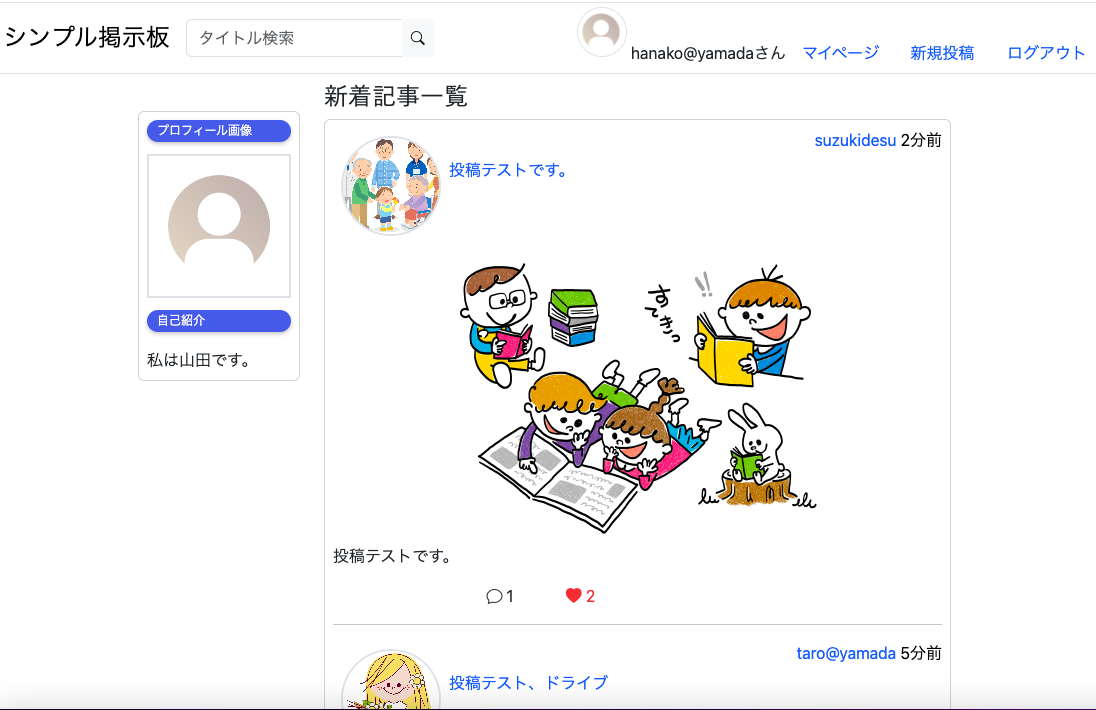 シンプル掲示板
タイトル検索
hanako@yamadaさん
マイページ
新規投稿
ログアウト
新着記事一覧
プロフィール画像
自己紹介
私は山田です。
suzukidesu 2分前
投稿テストです。
すてきっ
!!
投稿テストです。
1
2
taro@yamada 5分前
投稿テスト、ドライブ